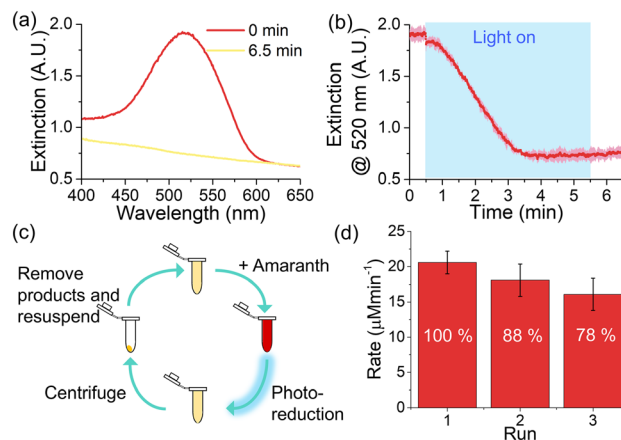 (a)
0 min
6.5 min
2.0
1.5
1.0
0.5
Extinction (A.U.)
400 450 500 550 600 650
Wavelength (nm)
(b)
Light on
2.0
1.5
1.0
0.5
Extinction
@ 520 nm (A.U.)
0 1 2 3 4 5 6
Time (min)
(c)
+ Amaranth
Remove
products and
resuspend
Centrifuge
Photo-
reduction
(d)
25
20
15
10
5
0
Rate (µMmin⁻¹)
100 % 88 % 78 %
1 2 3
Run